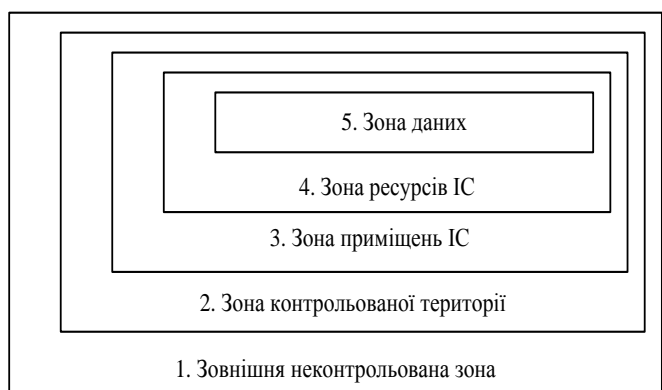 5. Зона даних
4. Зона ресурсів ІС
3. Зона приміщень ІС
2. Зона контрольованої території
1. Зовнішня неконтрольована зона